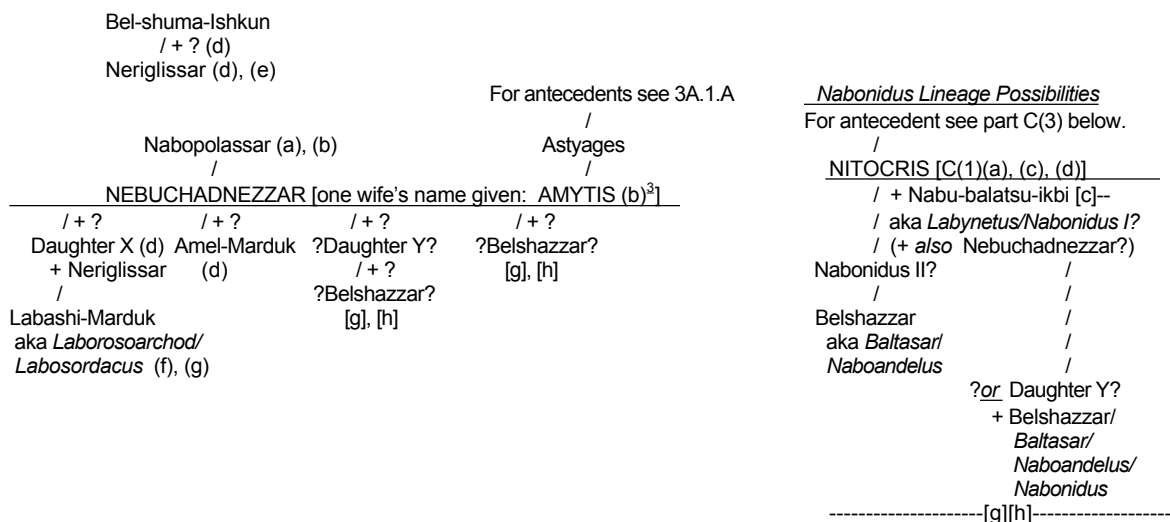 Bel-shuma-Ishkun
/ + ? (d)
Neriglissar (d), (e)
For antecedents see 3A.1.A
/
Nabopolassar (a), (b) Astyages
/ /
NEBUCHADNEZZAR [one wife's name given: AMYTIS (b)3]
/ + ? / + ? / + ? / + ?
Daughter X (d) Amel-Marduk ?Daughter Y? ?Belshazzar?
+ Neriglissar (d) / + ? [g], [h]
/ ?Belshazzar?
Labashi-Marduk [g], [h]
aka Laborosoarchod/
Labosordacus (f), (g)
Nabonidus Lineage Possibilities
For antecedent see part C(3) below.
/
NITOCRIS [C(1)(a), (c), (d)]
/ + Nabu-balatsu-ikbi [c]--
/ aka Labynetus/Nabonidus I?
/ (+ also Nebuchadnezzar?)
Nabonidus II? /
/ /
Belshazzar /
aka Baltasar/ /
Naboandelus /
?or Daughter Y?
+ Belshazzar/
Baltasar/
Naboandelus/
Nabonidus
----------------------[g][h]--------------------